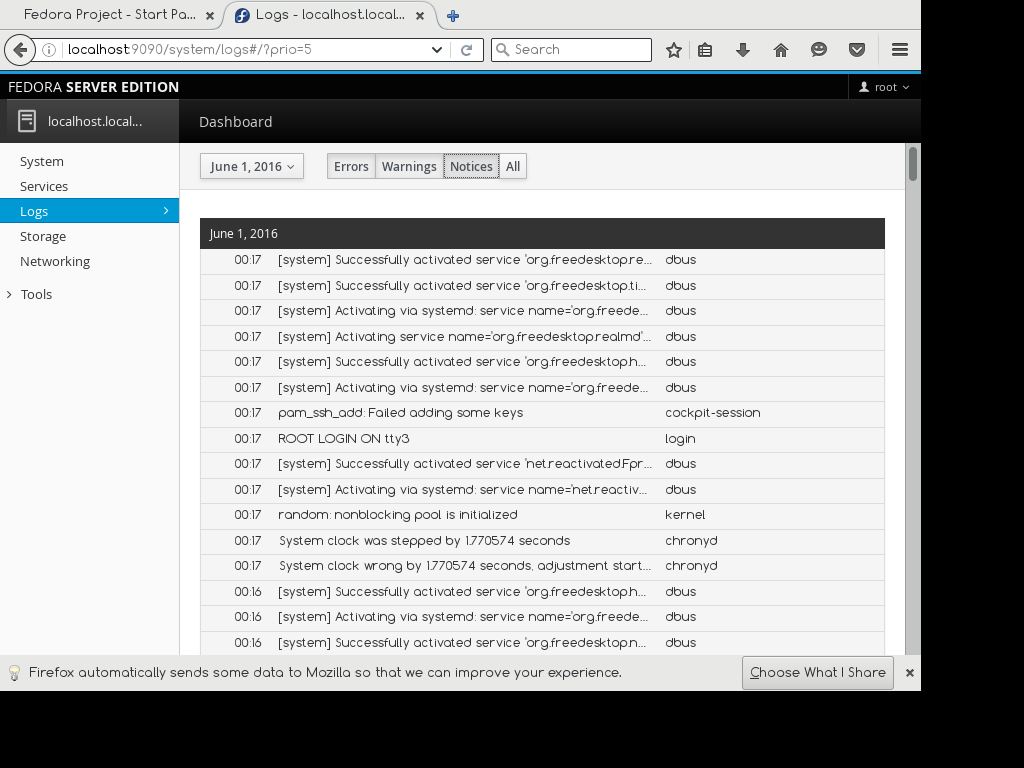 Fedora Project - Start Pa... Logs - localhost.local...
localhost:9090/system/logs#/?prio=5 Search
FEDORA SERVER EDITION root
localhost.local... Dashboard
System
Services
Logs
Storage
Networking
Tools
June 1, 2016 Errors Warnings Notices All
June 1, 2016
00:17 [system] Successfully activated service 'org.freedesktop.re... dbus
00:17 [system] Successfully activated service 'org.freedesktop.ti... dbus
00:17 [system] Activating via systemd: service name='org.freede... dbus
00:17 [system] Activating service name='org.freedesktop.realmd'... dbus
00:17 [system] Successfully activated service 'org.freedesktop.h... dbus
00:17 [system] Activating via systemd: service name='org.freede... dbus
00:17 pam_ssh_add: Failed adding some keys cockpit-session
00:17 ROOT LOGIN ON tty3 login
00:17 [system] Successfully activated service 'net.reactivated.Fpr... dbus
00:17 [system] Activating via systemd: service name='net.reactiv... dbus
00:17 random: nonblocking pool is initialized kernel
00:17 System clock was stepped by 1.770574 seconds chronyd
00:17 System clock wrong by 1.770574 seconds, adjustment start... chronyd
00:16 [system] Successfully activated service 'org.freedesktop.h... dbus
00:16 [system] Activating via systemd: service name='org.freede... dbus
00:16 [system] Successfully activated service 'org.freedesktop.n... dbus
Firefox automatically sends some data to Mozilla so that we can improve your experience. Choose What I Share